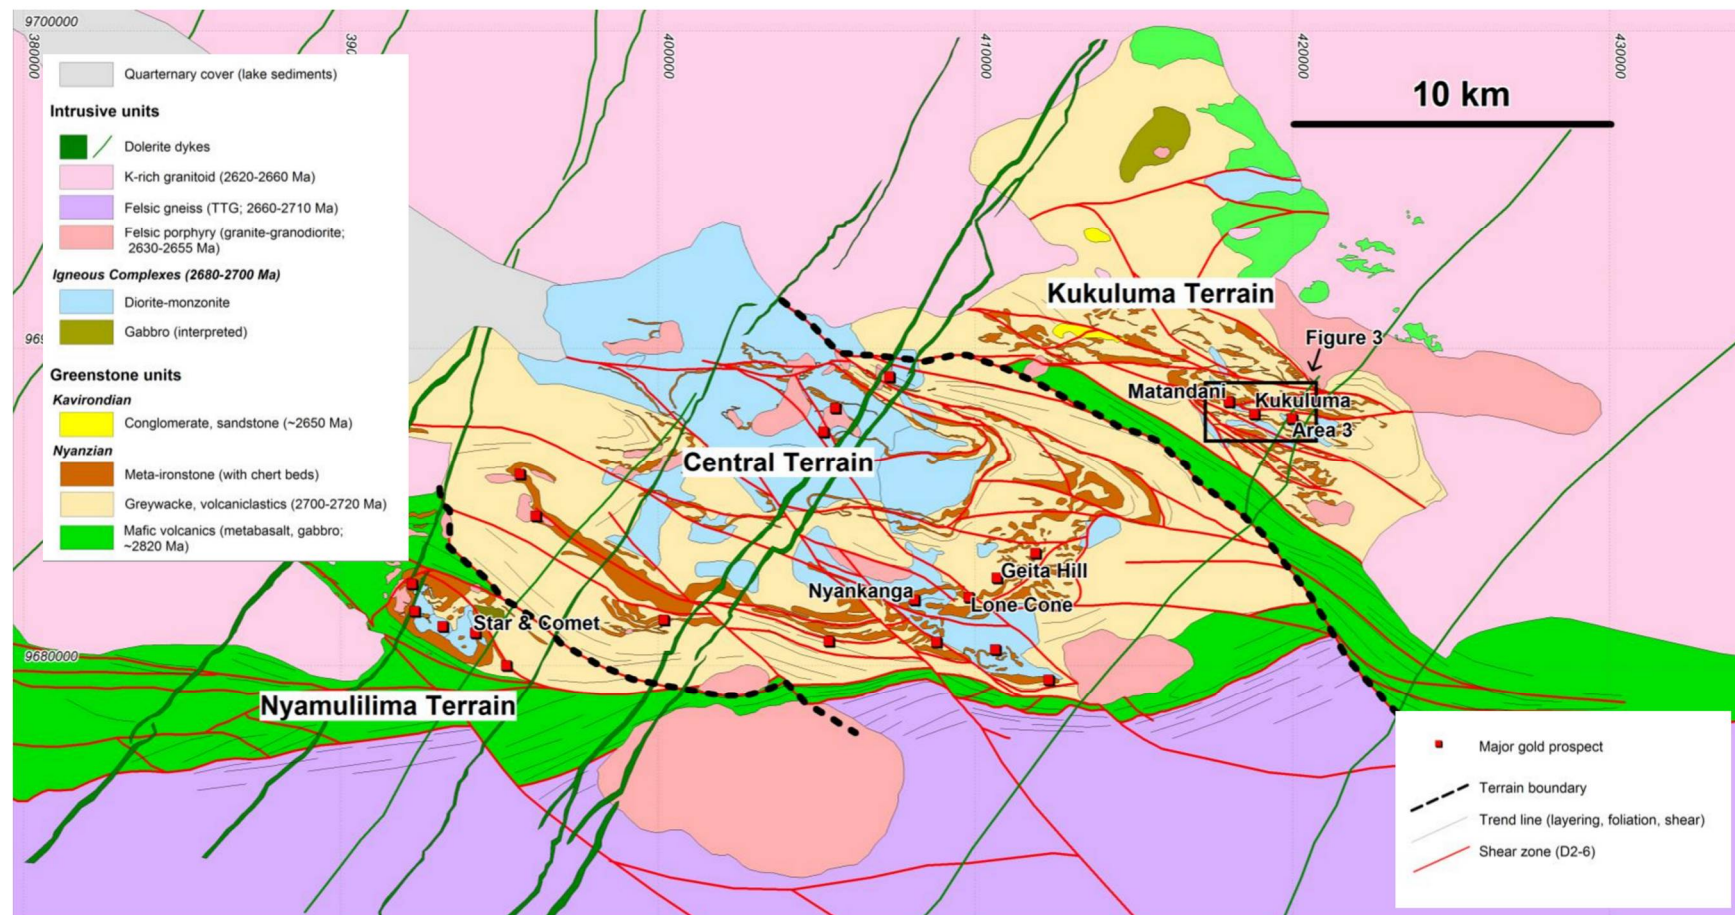 9700000
380000
390
400000
410000
420000
430000
10 km
Quarternary cover (lake sediments)
Intrusive units
Dolerite dykes
K-rich granitoid (2620-2660 Ma)
Felsic gneiss (TTG; 2660-2710 Ma)
Felsic porphyry (granite-granodiorite;
2630-2655 Ma)
Igneous Complexes (2680-2700 Ma)
Diorite-monzonite
Gabbro (interpreted)
Greenstone units
Kavirondian
Conglomerate, sandstone (~2650 Ma)
Nyanzian
Meta-ironstone (with chert beds)
Greywacke, volcaniclastics (2700-2720 Ma)
Mafic volcanics (metabasalt, gabbro;
~2820 Ma)
Kukuluma Terrain
Figure 3
969
Matandani
Kukuluma
Area 3
Central Terrain
Geita Hill
Nyankanga
Lone Cone
Star & Comet
9680000
Nyamulilima Terrain
Major gold prospect
Terrain boundary
Trend line (layering, foliation, shear)
Shear zone (D2-6)